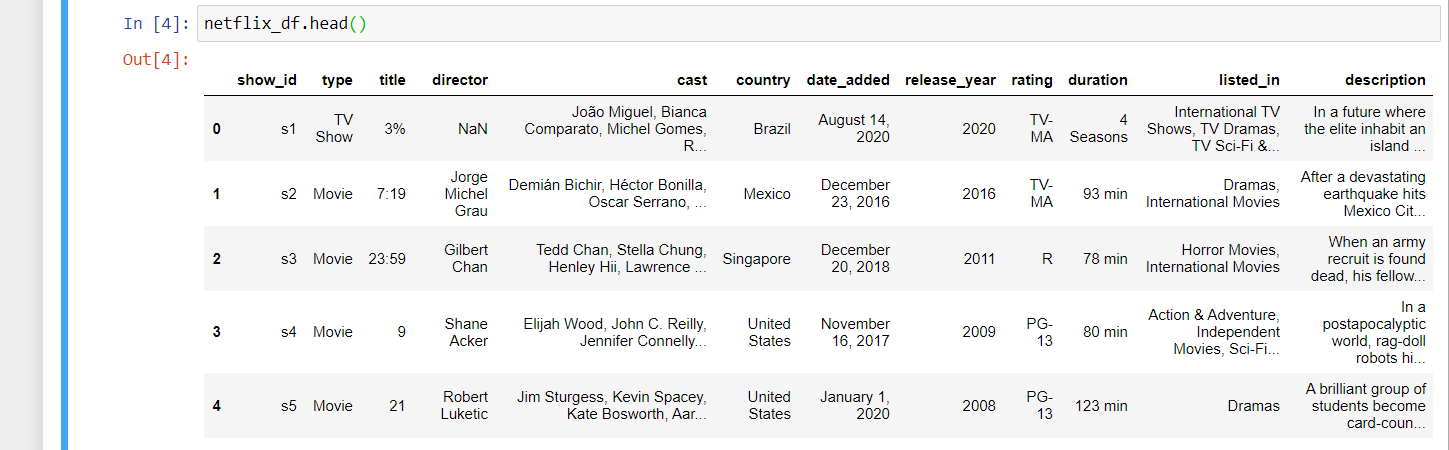 In [4]: netflix_df.head()
Out[4]:
show_id type title director cast country date_added release_year rating duration listed_in description
0 s1 TV Show 3% NaN João Miguel, Bianca Comparato, Michel Gomes, R... Brazil August 14, 2020 2020 TV-MA 4 Seasons International TV Shows, TV Dramas, TV Sci-Fi &... In a future where the elite inhabit an island ...
1 s2 Movie 7:19 Jorge Michel Grau Demián Bichir, Héctor Bonilla, Oscar Serrano, ... Mexico December 23, 2016 2016 TV-MA 93 min Dramas, International Movies After a devastating earthquake hits Mexico Cit...
2 s3 Movie 23:59 Gilbert Chan Tedd Chan, Stella Chung, Henley Hii, Lawrence ... Singapore December 20, 2018 2011 R 78 min Horror Movies, International Movies When an army recruit is found dead, his fellow...
3 s4 Movie 9 Shane Acker Elijah Wood, John C. Reilly, Jennifer Connelly... United States November 16, 2017 2009 PG-13 80 min Action & Adventure, Independent Movies, Sci-Fi... In a postapocalyptic world, rag-doll robots hi...
4 s5 Movie 21 Robert Luketic Jim Sturgess, Kevin Spacey, Kate Bosworth, Aar... United States January 1, 2020 2008 PG-13 123 min Dramas A brilliant group of students become card-coun...